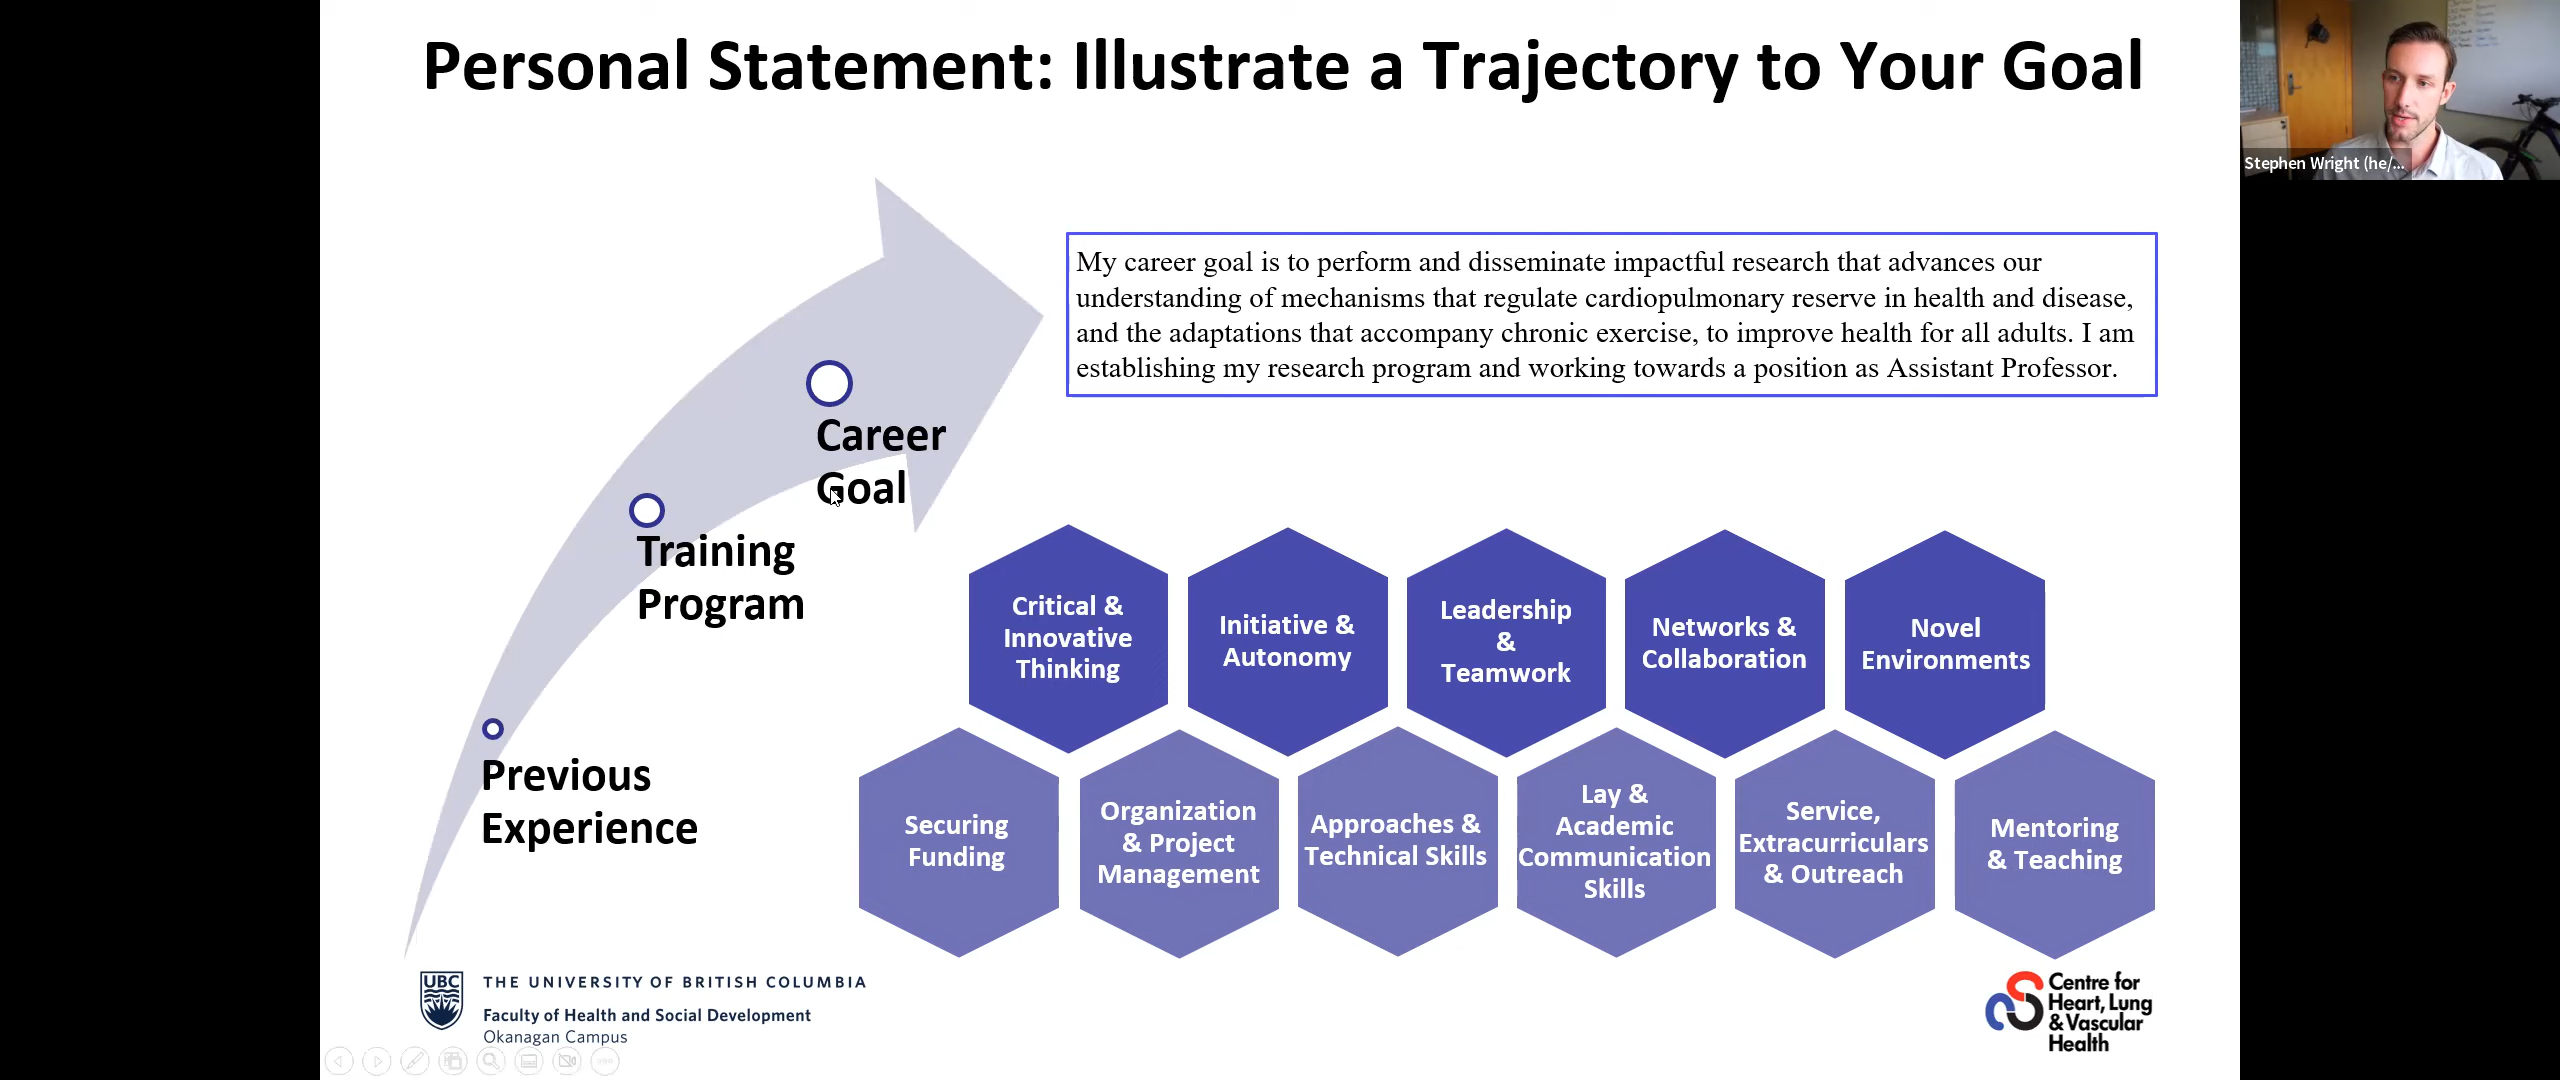 Personal Statement: Illustrate a Trajectory to Your Goal
Stephen Wright (he/...
My career goal is to perform and disseminate impactful research that advances our
understanding of mechanisms that regulate cardiopulmonary reserve in health and disease,
and the adaptations that accompany chronic exercise, to improve health for all adults. I am
establishing my research program and working towards a position as Assistant Professor.
Career
Goal
Training
Program
Previous
Experience
Critical &
Innovative
Thinking
Initiative &
Autonomy
Leadership
&
Teamwork
Networks &
Collaboration
Novel
Environments
Securing
Funding
Organization
& Project
Management
Approaches &
Technical Skills
Lay &
Academic
Communication
Skills
Service,
Extracurriculars
& Outreach
Mentoring
& Teaching
UBC
THE UNIVERSITY OF BRITISH COLUMBIA
Faculty of Health and Social Development
Okanagan Campus
Centre for
Heart, Lung
& Vascular
Health